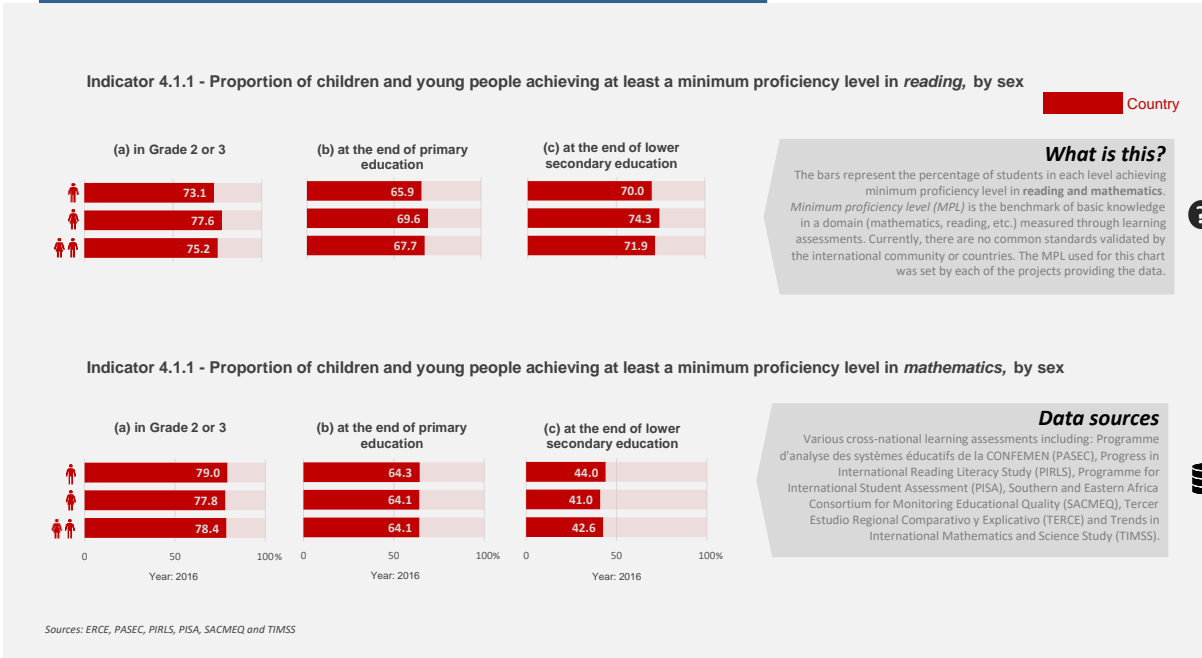 Indicator 4.1.1 - Proportion of children and young people achieving at least a minimum proficiency level in reading, by sex
Country
(a) in Grade 2 or 3
73.1
77.6
75.2
(b) at the end of primary
education
65.9
69.6
67.7
(c) at the end of lower
secondary education
70.0
74.3
71.9
What is this?
The bars represent the percentage of students in each level achieving
minimum proficiency level in reading and mathematics.
Minimum proficiency level (MPL) is the benchmark of basic knowledge
in a domain (mathematics, reading, etc.) measured through learning
assessments. Currently, there are no common standards validated by
the international community or countries. The MPL used for this chart
was set by each of the projects providing the data.
?
Indicator 4.1.1 - Proportion of children and young people achieving at least a minimum proficiency level in mathematics, by sex
(a) in Grade 2 or 3
79.0
77.8
78.4
0 50 100%
Year: 2016
(b) at the end of primary
education
64.3
64.1
64.1
0 50 100%
Year: 2016
(c) at the end of lower
secondary education
44.0
41.0
42.6
0 50 100%
Year: 2016
Data sources
Various cross-national learning assessments including: Programme
d'analyse des systèmes éducatifs de la CONFEMEN (PASEC), Progress in
International Reading Literacy Study (PIRLS), Programme for
International Student Assessment (PISA), Southern and Eastern Africa
Consortium for Monitoring Educational Quality (SACMEQ), Tercer
Estudio Regional Comparativo y Explicativo (TERCE) and Trends in
International Mathematics and Science Study (TIMSS).
Sources: ERCE, PASEC, PIRLS, PISA, SACMEQ and TIMSS